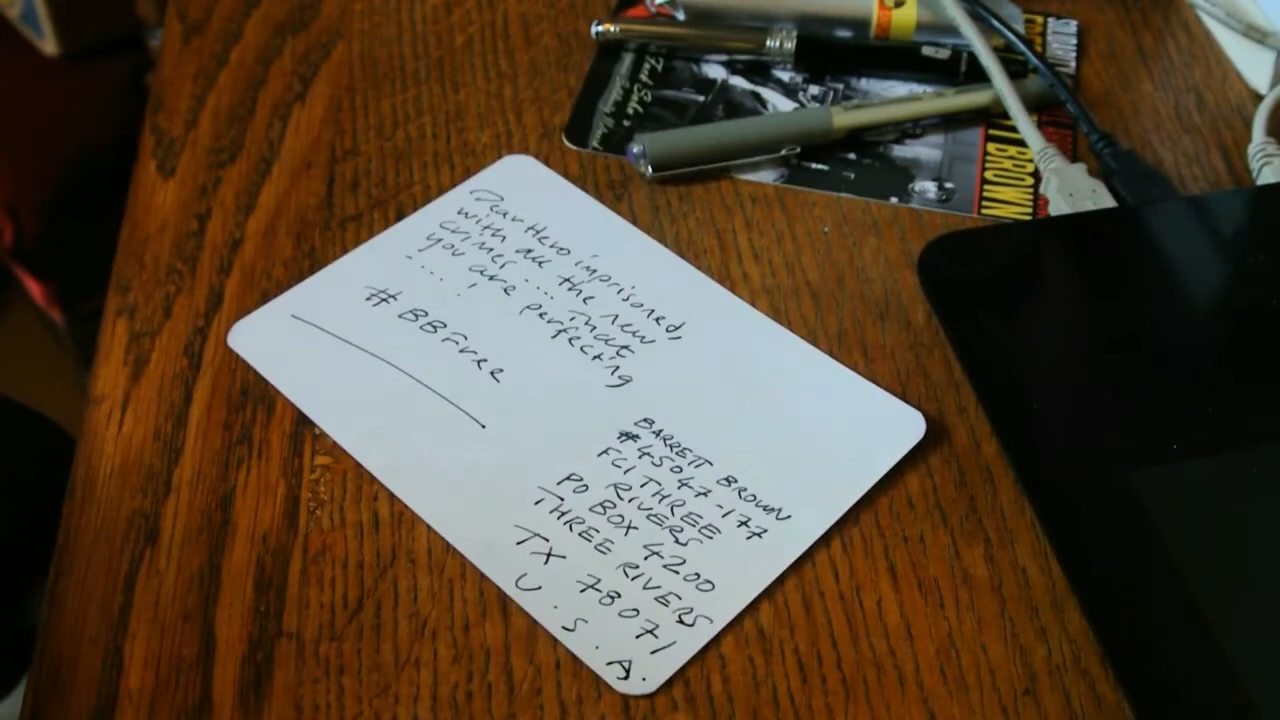 Dear Hero imprisoned,
with all the new
crimes.... that
you are perfecting
-....!
#BBFree
BARRETT BROWN
#45047-177
FCI THREE
RIVERS
PO BOX 4200
THREE RIVERS
TX 78071
U.S.A.
BROWN